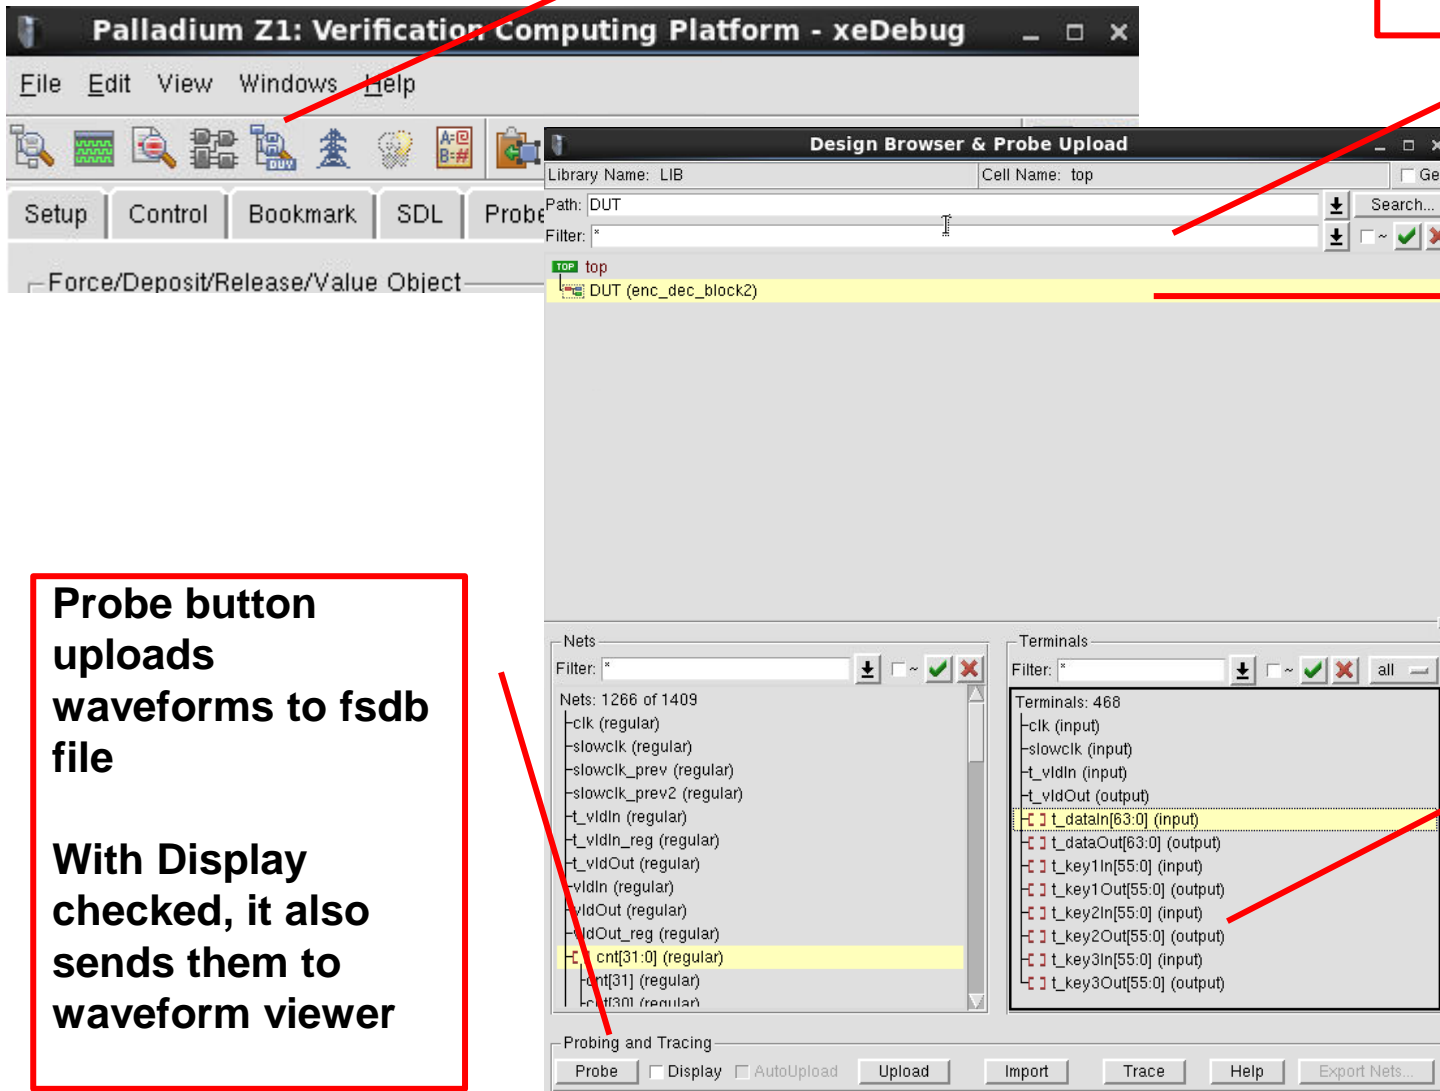 Palladium Z1: Verification Computing Platform - xeDebug
File Edit View Windows Help
A=@
B=#
DUV
Setup Control Bookmark SDL Probe
Force/Deposit/Release/Value Object
Design Browser & Probe Upload
Library Name: LIB Cell Name: top Ge
Path: DUT Search...
Filter: * ~
TOP top
DUT (enc_dec_block2)
Probe button
uploads
waveforms to fsdb
file
With Display
checked, it also
sends them to
waveform viewer
Nets
Filter: * ~
Nets: 1266 of 1409
clk (regular)
slowclk (regular)
slowclk_prev (regular)
slowclk_prev2 (regular)
t_vldIn (regular)
t_vldIn_reg (regular)
t_vldOut (regular)
vldIn (regular)
vldOut (regular)
vldOut_reg (regular)
cnt[31:0] (regular)
cnt[31] (regular)
cnt[30] (regular)
Terminals
Filter: * ~ all
Terminals: 468
clk (input)
slowclk (input)
t_vldIn (input)
t_vldOut (output)
t_dataIn[63:0] (input)
t_dataOut[63:0] (output)
t_key1In[55:0] (input)
t_key1Out[55:0] (output)
t_key2In[55:0] (input)
t_key2Out[55:0] (output)
t_key3In[55:0] (input)
t_key3Out[55:0] (output)
Probing and Tracing
Probe Display AutoUpload Upload Import Trace Help Export Nets...